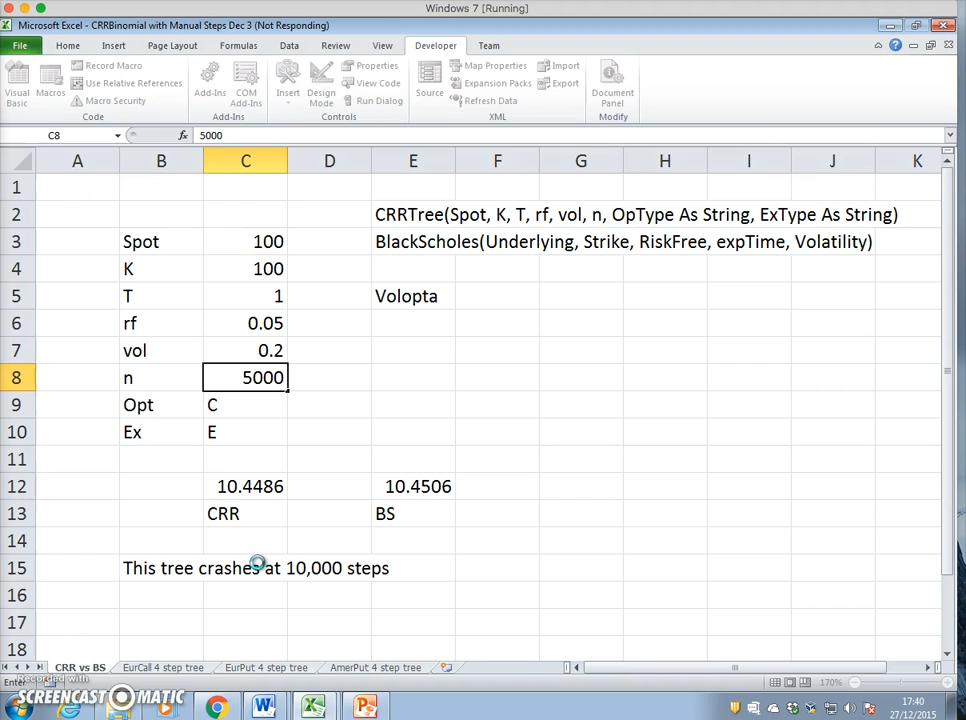 Windows 7 [Running]
Microsoft Excel - CRRBinomial with Manual Steps Dec 3 (Not Responding)
File Home Insert Page Layout Formulas Data Review View Developer Team
Visual Basic
Macros
Record Macro
Use Relative References
Macro Security
Code
Add-Ins
COM Add-Ins
Add-Ins
Insert
Design Mode
Properties
View Code
Run Dialog
Controls
Source
Map Properties
Expansion Packs
Refresh Data
Import
Export
XML
Document Panel
Modify
C8 fx 5000
A B C D E F G H I J K
1
2 CRRTree(Spot, K, T, rf, vol, n, OpType As String, ExType As String)
3 Spot 100 BlackScholes(Underlying, Strike, RiskFree, expTime, Volatility)
4 K 100
5 T 1 Volopta
6 rf 0.05
7 vol 0.2
8 n 5000
9 Opt C
10 Ex E
11
12 10.4486 10.4506
13 CRR BS
14
15 This tree crashes at 10,000 steps
16
17
18
CRR vs BS EurCall 4 step tree EurPut 4 step tree AmerPut 4 step tree
Enter 170%
Recorded with
SCREENCAST MATIC
17:40
27/12/2015